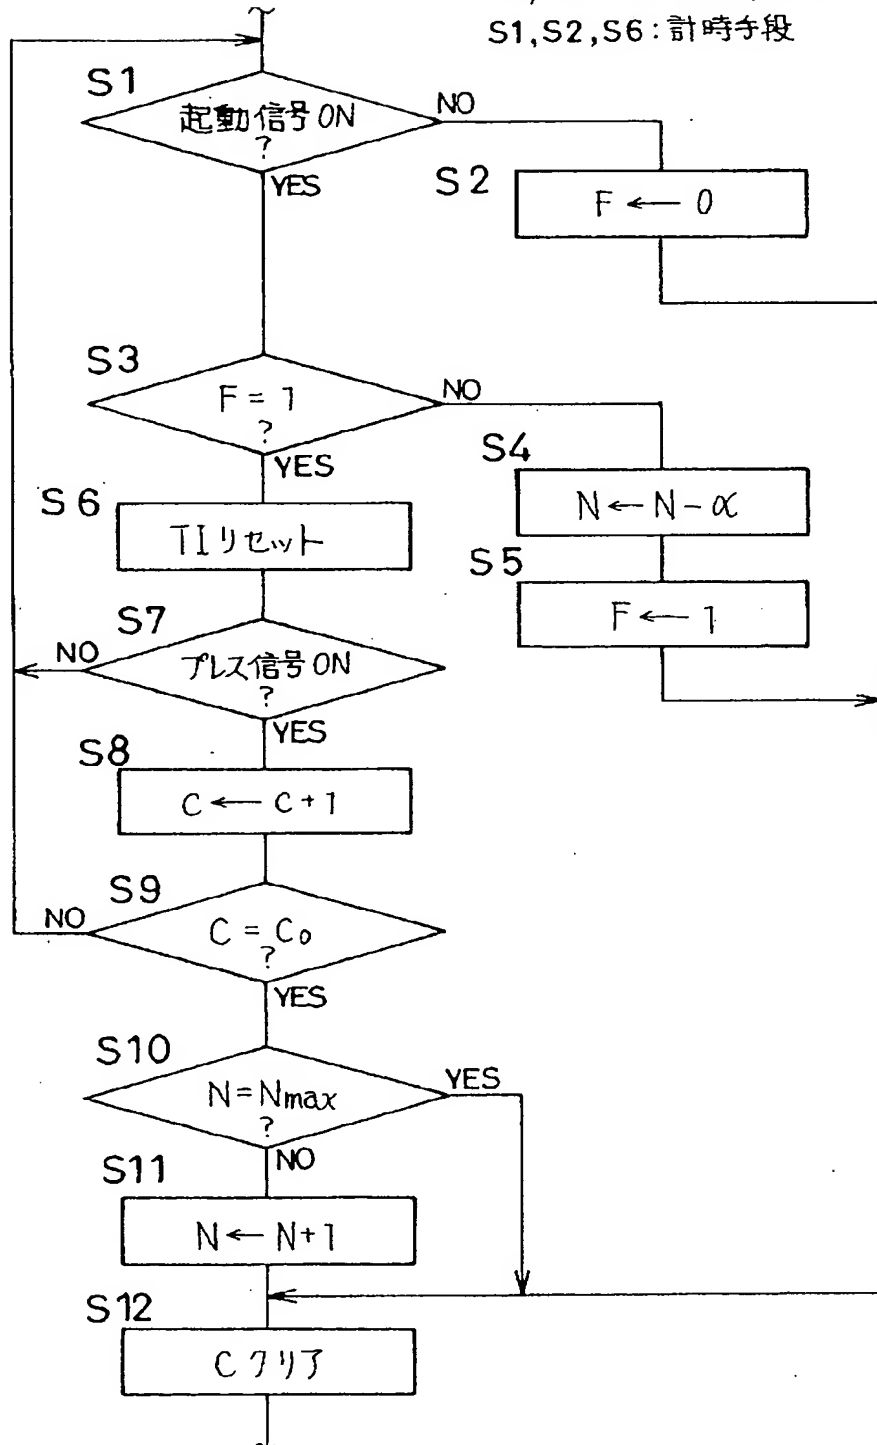 S1,S2,S6:計時手段
S1
起動信号ON
?
NO
YES
S2
F ← 0
S3
F = 1
?
NO
YES
S4
N ← N-α
S5
F ← 1
S6
TIリセット
S7
プレス信号ON
?
NO
YES
S8
C ← C+1
S9
C = C₀
?
NO
YES
S10
N=Nmax
?
YES
NO
S11
N ← N+1
S12
Cクリア